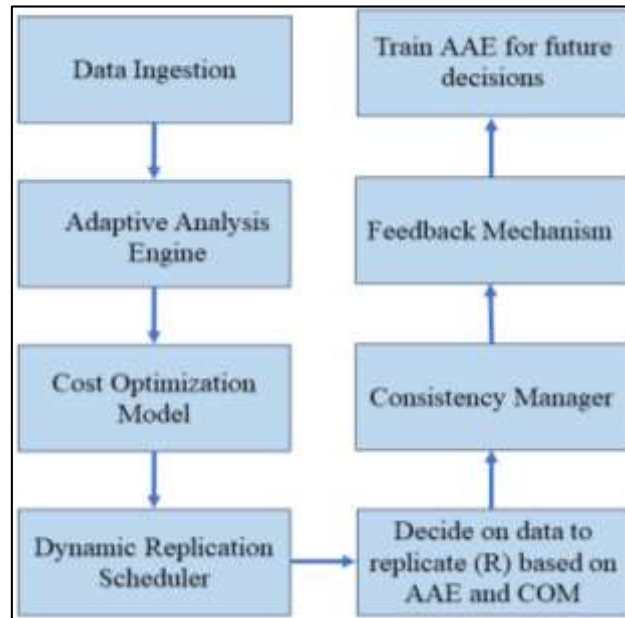 Data Ingestion
Adaptive Analysis
Engine
Cost Optimization
Model
Dynamic Replication
Scheduler
Decide on data to
replicate (R) based on
AAE and COM
Consistency Manager
Feedback Mechanism
Train AAE for future
decisions